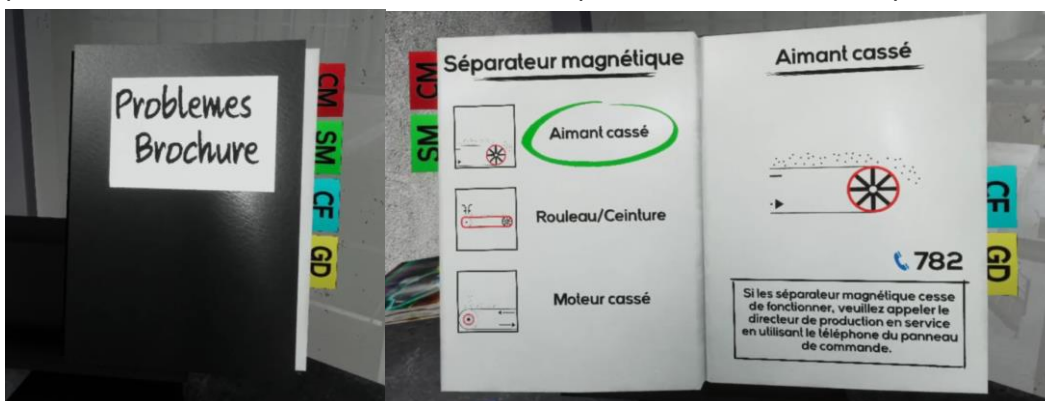 Problemes
Brochure
CM
SM
CF
GD
CM
SM
Séparateur magnétique
Aimant cassé
Rouleau/Ceinture
Moteur cassé
Aimant cassé
782
Si les séparateur magnétique cesse
de fonctionner, veuillez appeler le
directeur de production en service
en utilisant le téléphone du panneau
de commande.
CF
GD